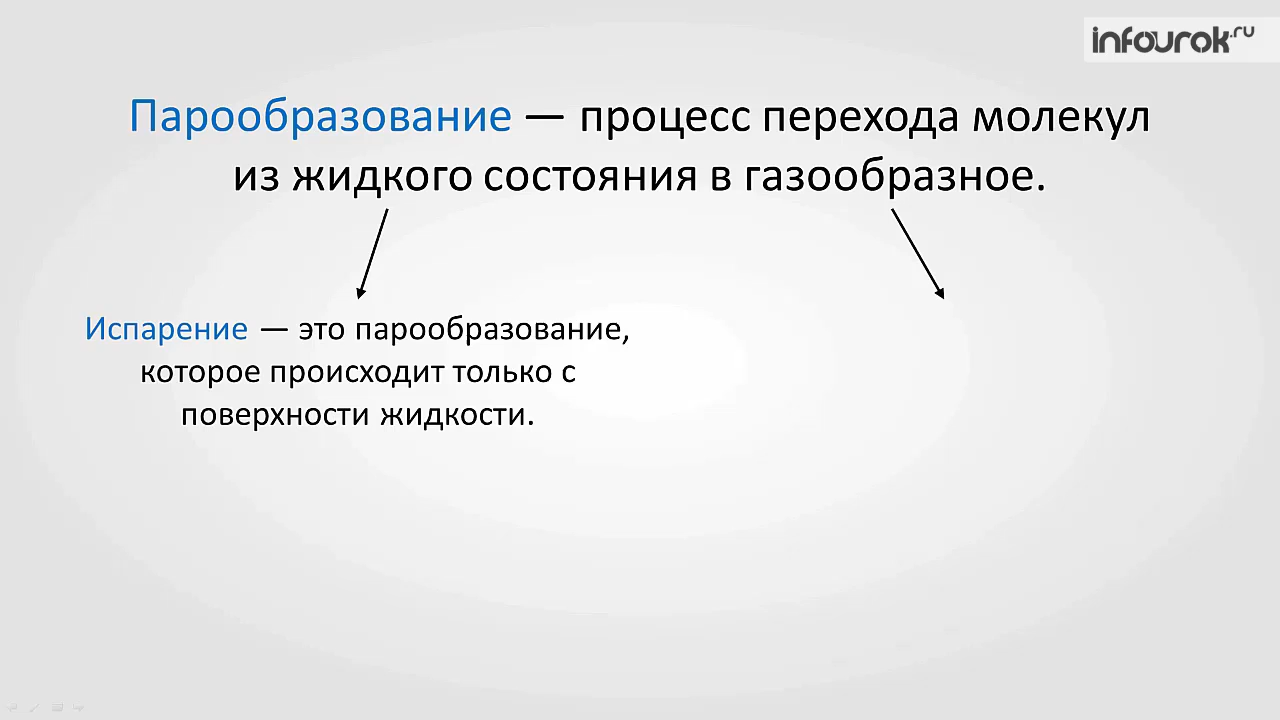 infourok.ru
Парообразование — процесс перехода молекул
из жидкого состояния в газообразное.
Испарение — это парообразование,
которое происходит только с
поверхности жидкости.